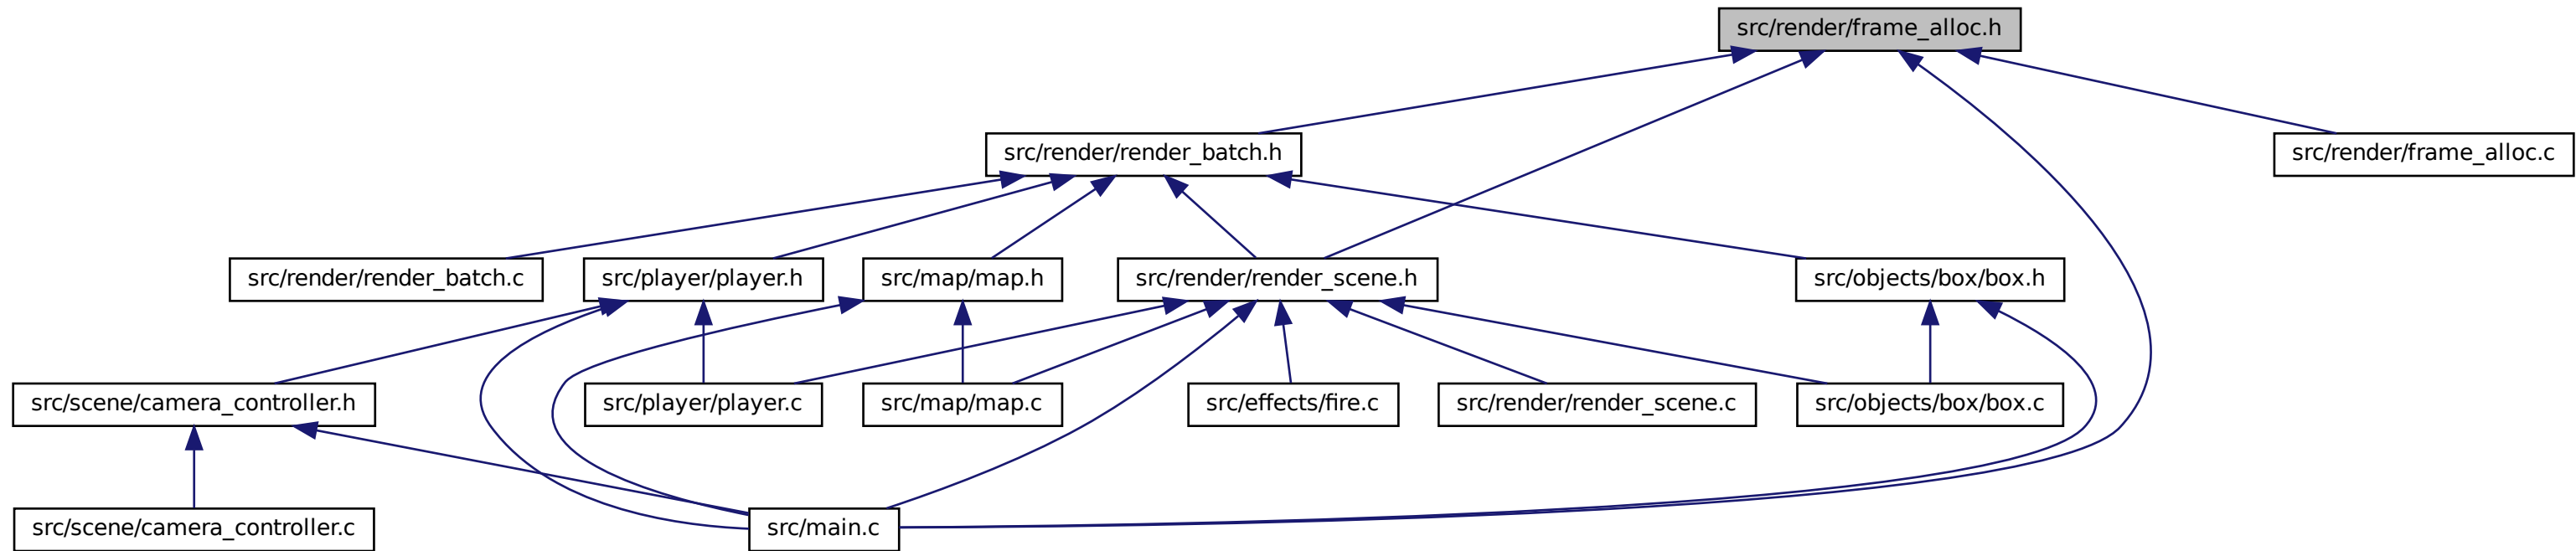 src/render/frame_alloc.h
src/render/render_batch.h
src/render/frame_alloc.c
src/render/render_batch.c
src/player/player.h
src/map/map.h
src/render/render_scene.h
src/objects/box/box.h
src/scene/camera_controller.h
src/player/player.c
src/map/map.c
src/effects/fire.c
src/render/render_scene.c
src/objects/box/box.c
src/scene/camera_controller.c
src/main.c